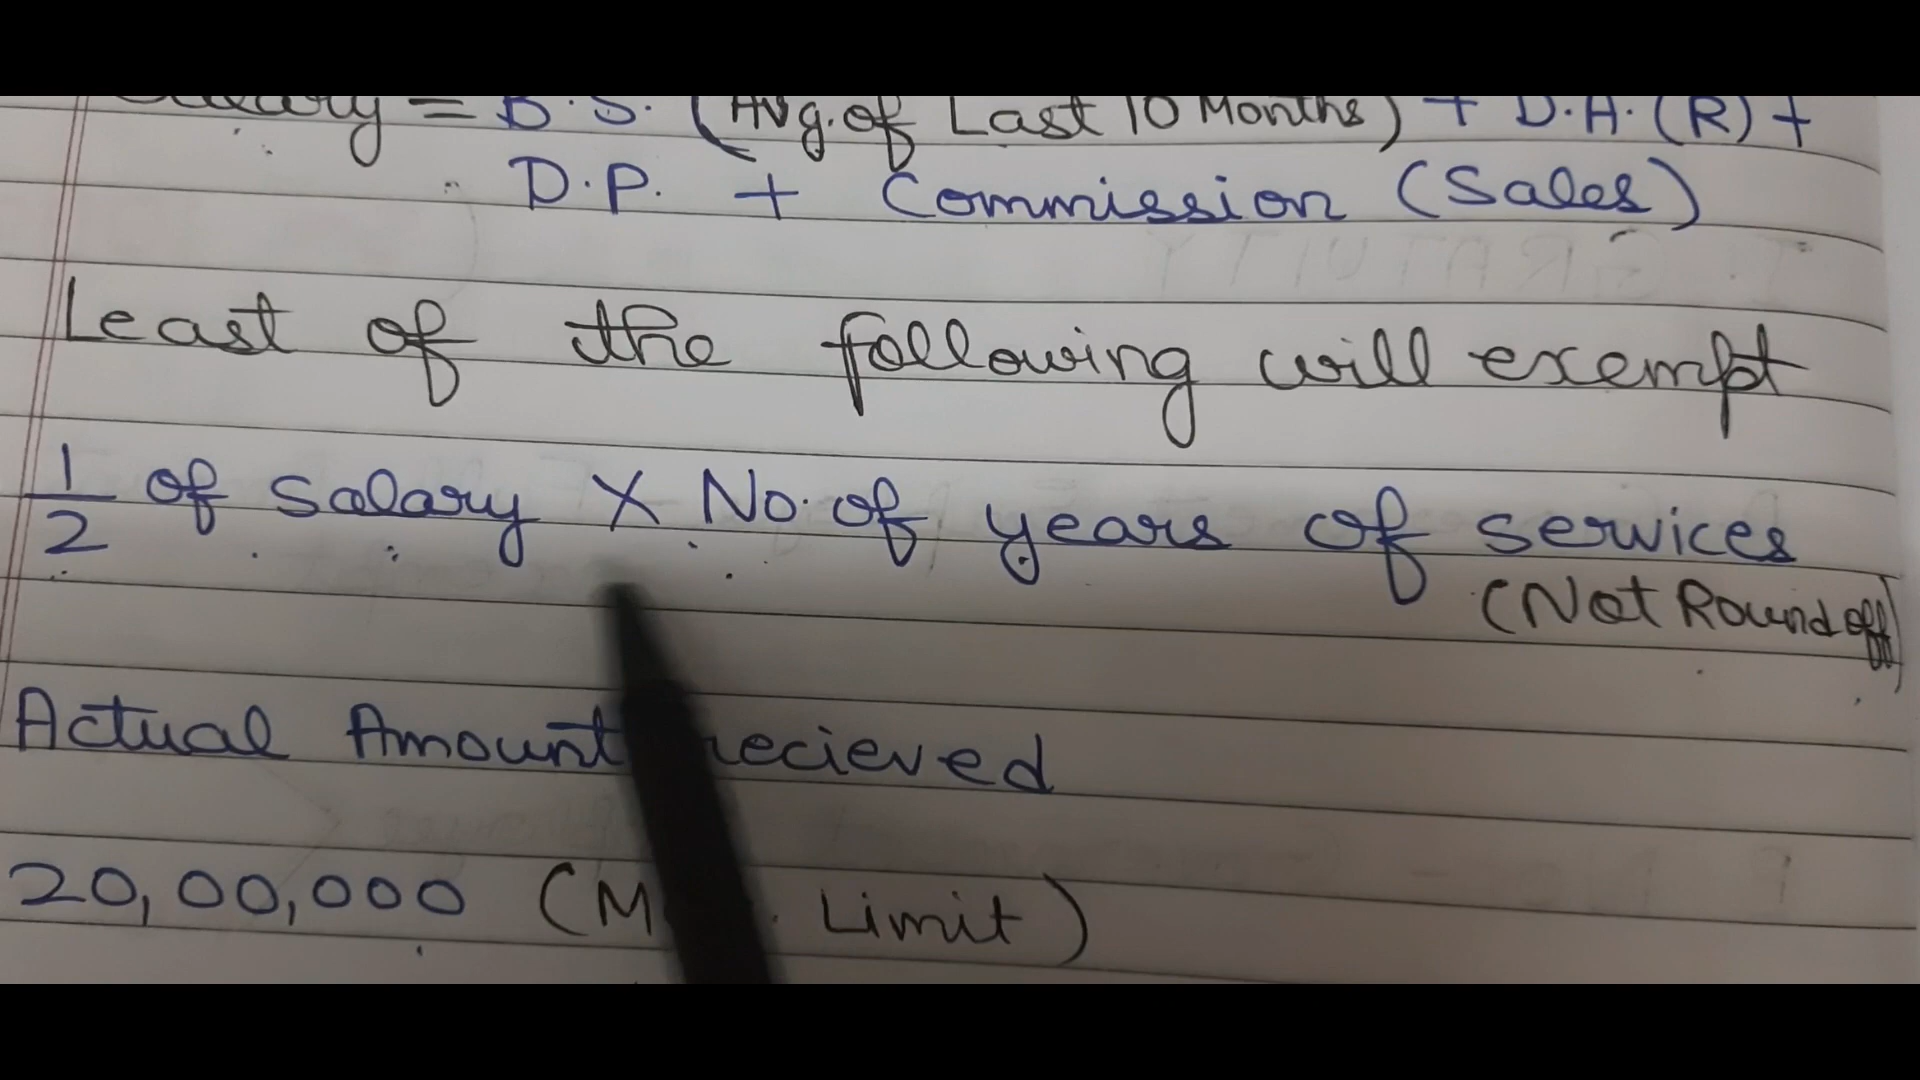 Salary = B.S. (Avg. of Last 10 Months) + D.A. (R) +
D.P. + Commission (Sales)
Least of the following will exempt
1/2 of salary X No. of years of services
(Not Round off)
Actual Amount recieved
20,00,000 (M . Limit)